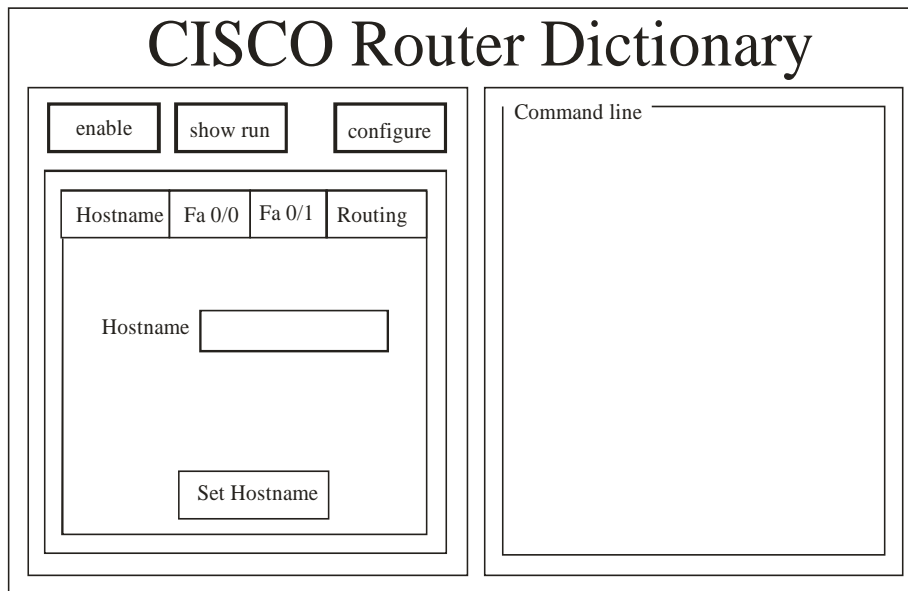 CISCO Router Dictionary
enable show run configure
Hostname Fa 0/0 Fa 0/1 Routing
Hostname
Set Hostname
Command line